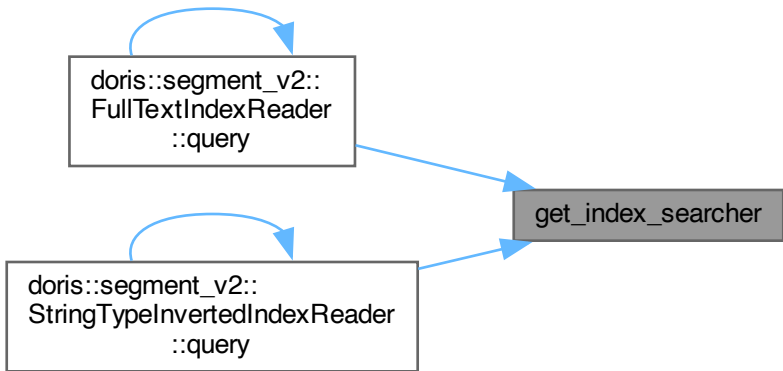 doris::segment_v2::
FullTextIndexReader
::query
get_index_searcher
doris::segment_v2::
StringTypeInvertedIndexReader
::query